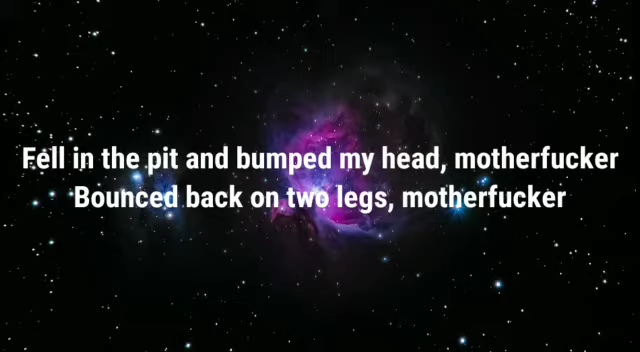 Fell in the pit and bumped my head, motherfucker
Bounced back on two legs, motherfucker